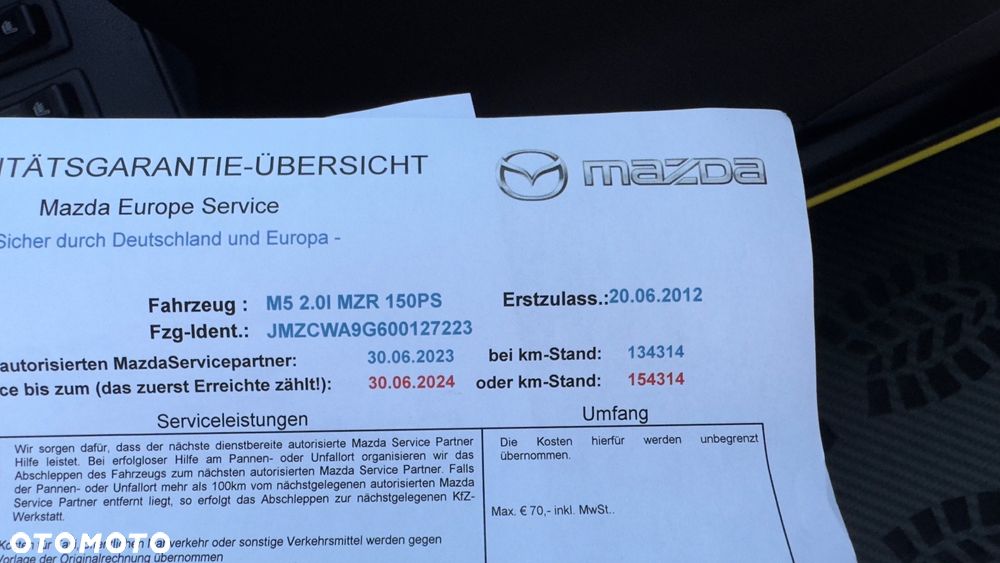 ITÄTSGARANTIE-ÜBERSICHT
mazda
Mazda Europe Service
Sicher durch Deutschland und Europa -
Fahrzeug : M5 2.0l MZR 150PS Erstzulass.:20.06.2012
Fzg-Ident.: JMZCWA9G600127223
autorisierten MazdaServicepartner: 30.06.2023 bei km-Stand: 134314
ce bis zum (das zuerst Erreichte zählt!): 30.06.2024 oder km-Stand: 154314
Serviceleistungen
Umfang
Wir sorgen dafür, dass der nächste dienstbereite autorisierte Mazda Service Partner
Hilfe leistet. Bei erfolgloser Hilfe am Pannen- oder Unfallort organisieren wir das
Abschleppen des Fahrzeugs zum nächsten autorisierten Mazda Service Partner. Falls
der Pannen- oder Unfallort mehr als 100km vom nächstgelegenen autorisierten Mazda
Service Partner entfernt liegt, so erfolgt das Abschleppen zur nächstgelegenen KfZ-
Werkstatt.
Die Kosten hierfür werden unbegrenzt
übernommen.
Max. € 70,- inkl. MwSt..
Kosten für oder sonstige Verkehrsmittel werden gegen
Vorlage der Originalrechnung übernommen
OTOMOTO